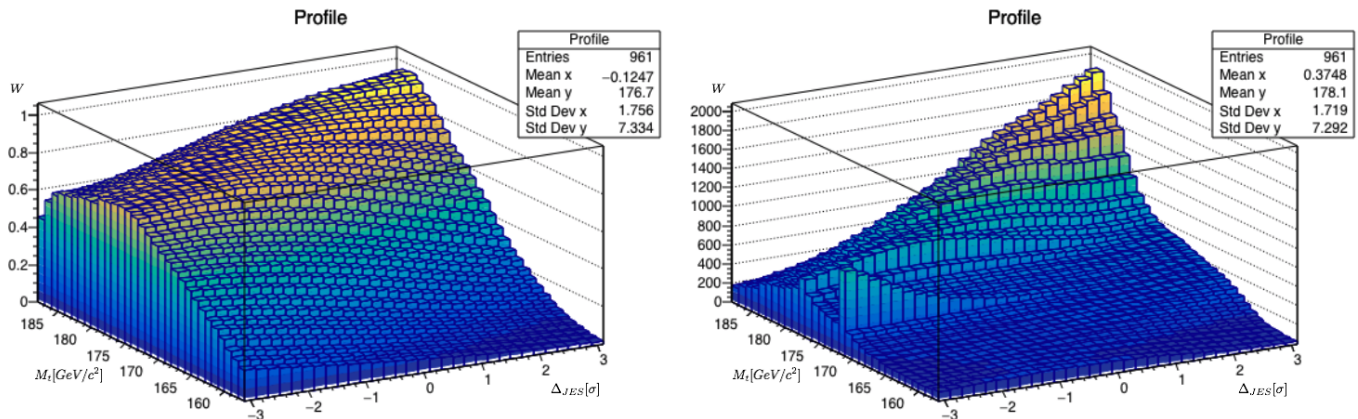 Profile
Profile
Entries 961
Mean x −0.1247
Mean y 176.7
Std Dev x 1.756
Std Dev y 7.334
W
1
0.8
0.6
0.4
0.2
0
185
180
175
170
165
160
M_t[GeV/c^2]
−3
−2
−1
0
1
2
3
Δ_JES[σ]
Profile
Profile
Entries 961
Mean x 0.3748
Mean y 178.1
Std Dev x 1.719
Std Dev y 7.292
W
2000
1800
1600
1400
1200
1000
800
600
400
200
0
185
180
175
170
165
160
M_t[GeV/c^2]
−3
−2
−1
0
1
2
3
Δ_JES[σ]